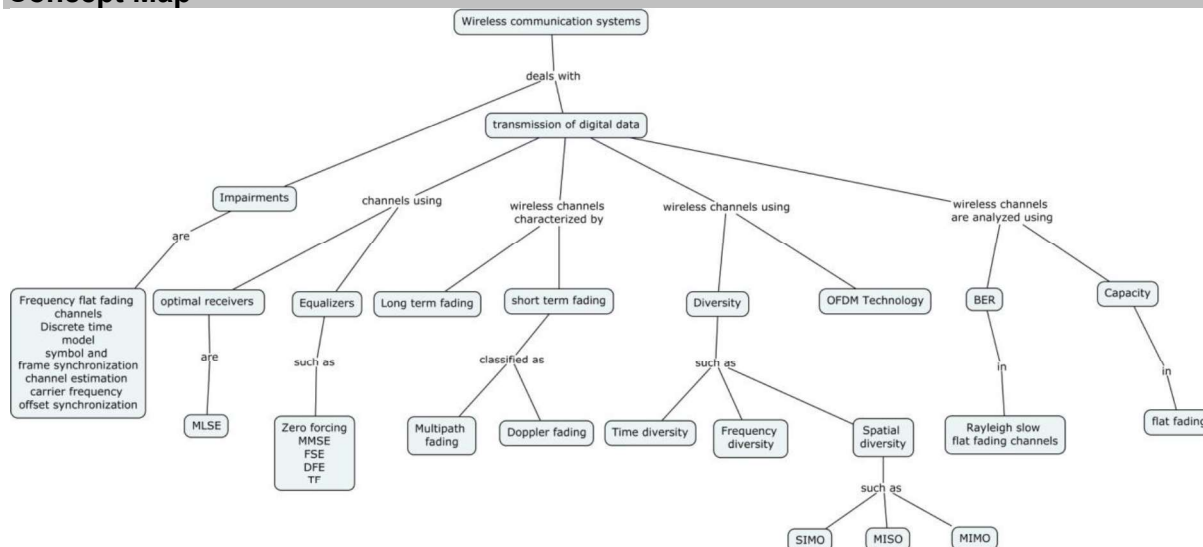 Concept Map
Wireless communication systems
deals with
transmission of digital data
Impairments
channels using
wireless channels
characterized by
wireless channels using
wireless channels
are analyzed using
are
Frequency flat fading
channels
Discrete time
model
symbol and
frame synchronization
channel estimation
carrier frequency
offset synchronization
optimal receivers
Equalizers
Long term fading
short term fading
Diversity
OFDM Technology
BER
Capacity
are
such as
classified as
such as
in
in
MLSE
Zero forcing
MMSE
FSE
DFE
TF
Multipath
fading
Doppler fading
Time diversity
Frequency
diversity
Spatial
diversity
Rayleigh slow
flat fading channels
flat fading
such as
SIMO
MISO
MIMO